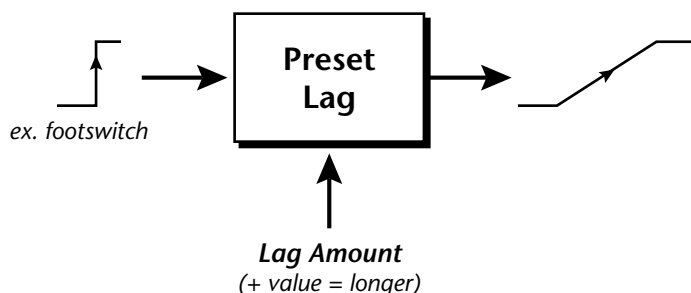 Preset
Lag
ex. footswitch
Lag Amount
(+ value = longer)